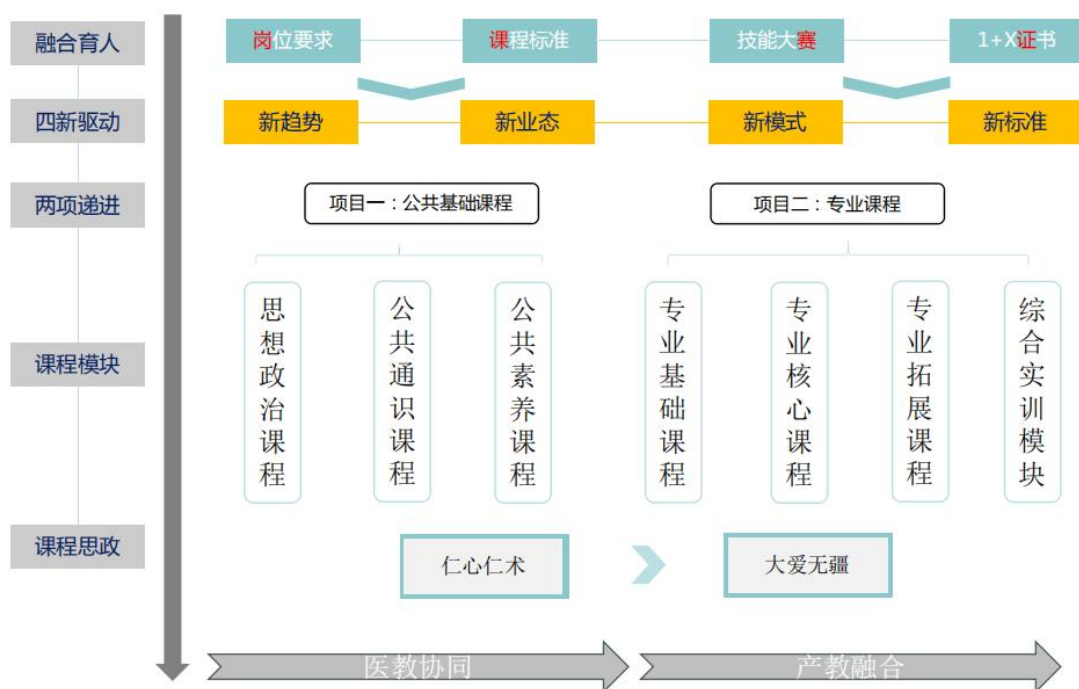 融合育人
岗位要求
课程标准
技能大赛
1+X证书
四新驱动
新趋势
新业态
新模式
新标准
两项递进
项目一：公共基础课程
项目二：专业课程
课程模块
思想政治课程
公共通识课程
公共素养课程
专业基础课程
专业核心课程
专业拓展课程
综合实训模块
课程思政
仁心仁术
大爱无疆
医教协同
产教融合